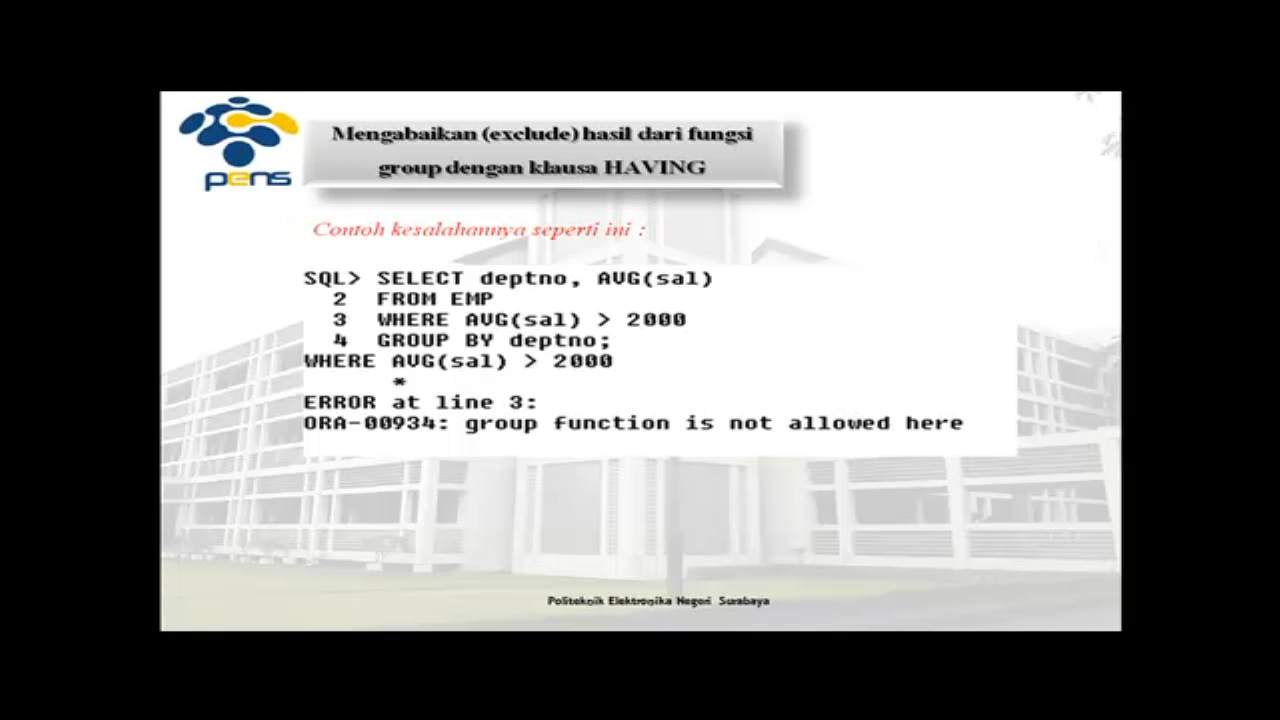 pens
Mengabaikan (exclude) hasil dari fungsi
group dengan klausa HAVING
Contoh kesalahannya seperti ini :
SQL> SELECT deptno, AVG(sal)
2 FROM EMP
3 WHERE AVG(sal) > 2000
4 GROUP BY deptno;
WHERE AVG(sal) > 2000
*
ERROR at line 3:
ORA-00934: group function is not allowed here
Politeknik Elektronika Negeri Surabaya